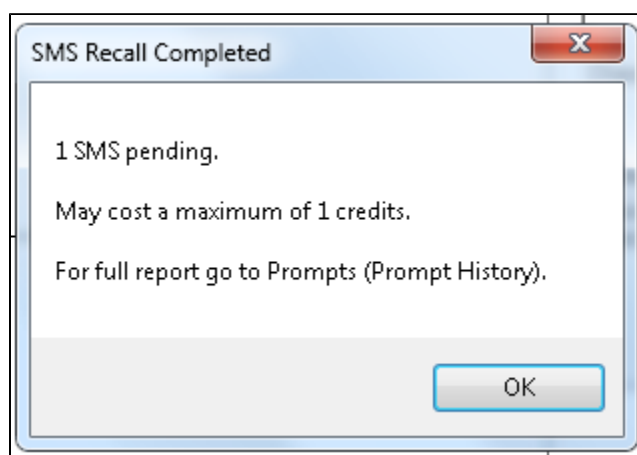 SMS Recall Completed
1 SMS pending.
May cost a maximum of 1 credits.
For full report go to Prompts (Prompt History).
OK